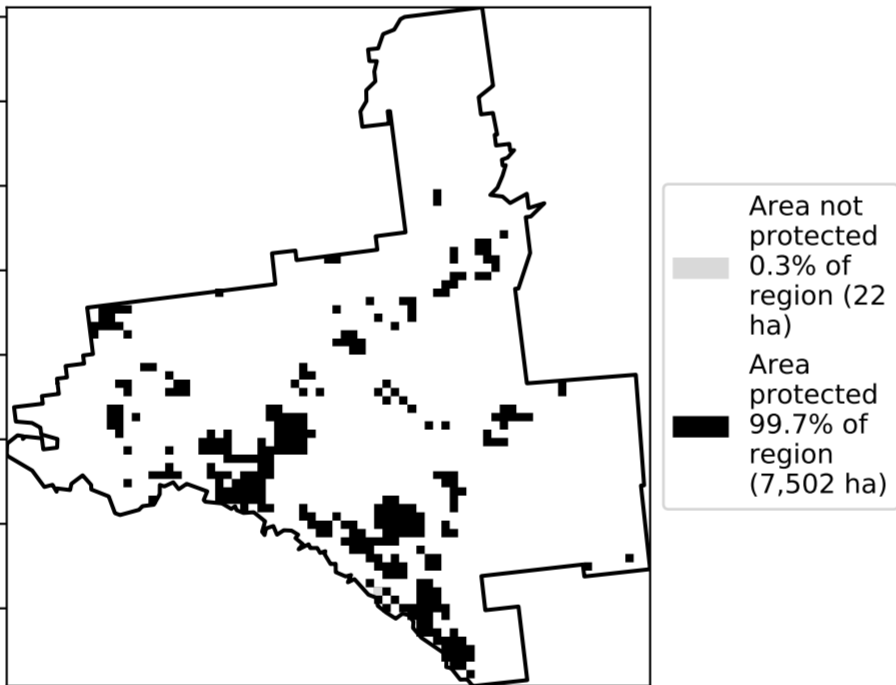 Area not
protected
0.3% of
region (22
ha)
Area
protected
99.7% of
region
(7,502 ha)